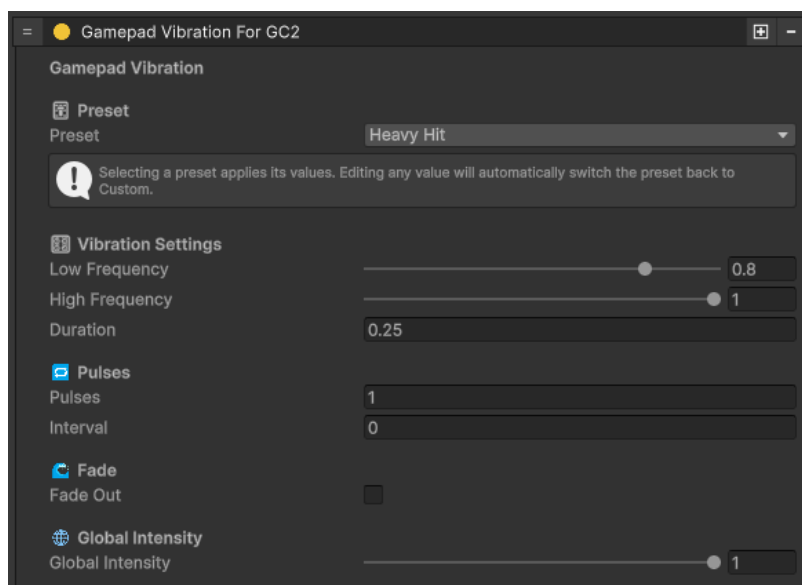 Gamepad Vibration For GC2
Gamepad Vibration
Preset
Preset Heavy Hit
Selecting a preset applies its values. Editing any value will automatically switch the preset back to
Custom.
Vibration Settings
Low Frequency 0.8
High Frequency 1
Duration 0.25
Pulses
Pulses 1
Interval 0
Fade
Fade Out
Global Intensity
Global Intensity 1